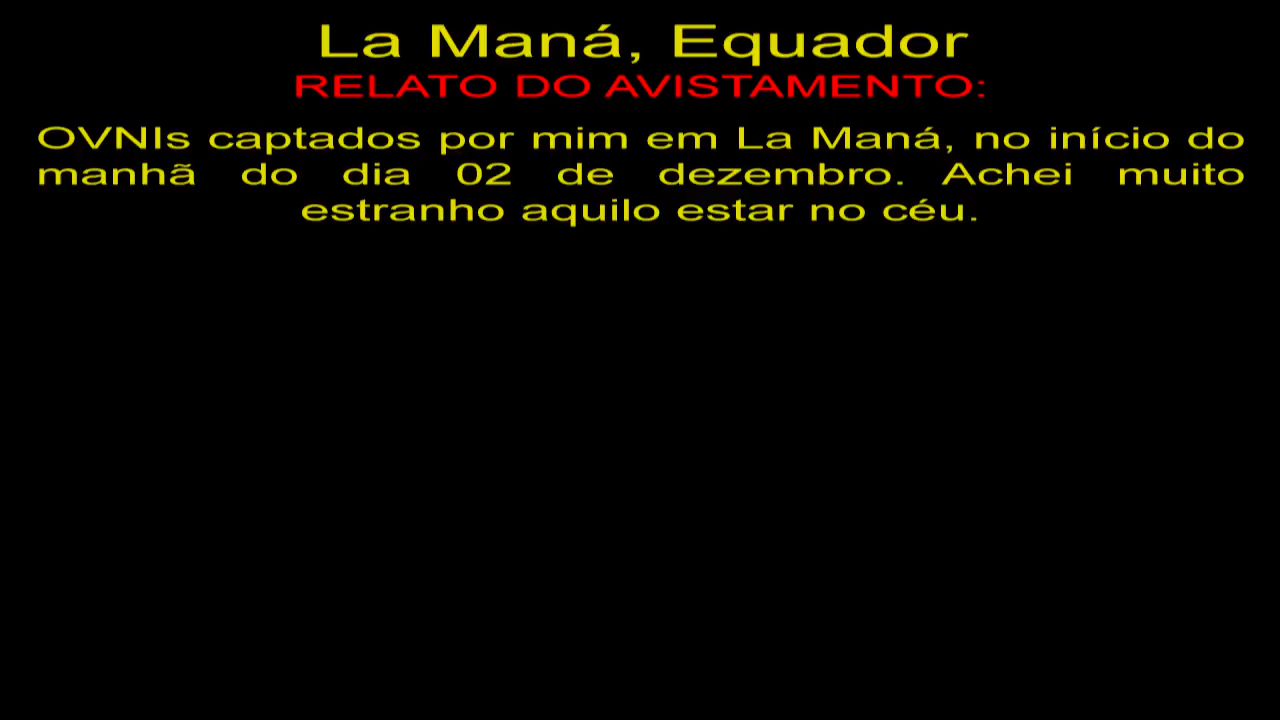 La Maná, Equador
RELATO DO AVISTAMENTO:
OVNIs captados por mim em La Maná, no início do
manhã do dia 02 de dezembro. Achei muito
estranho aquilo estar no céu.